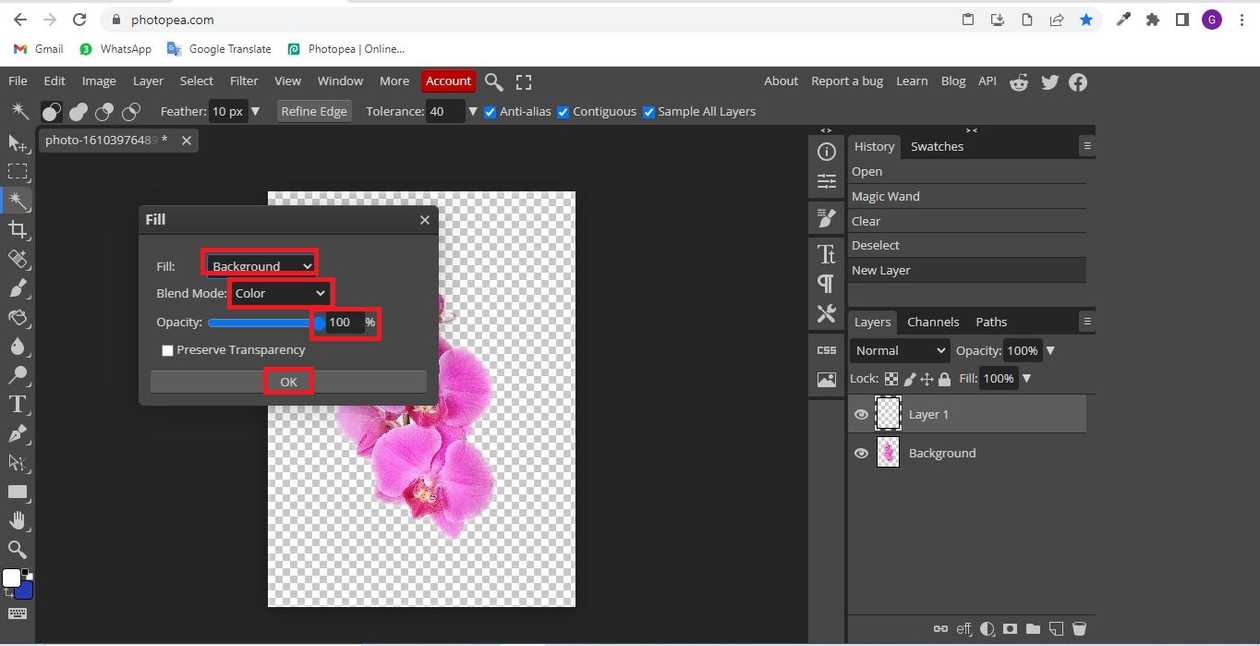 photopea.com
G
Gmail
3 WhatsApp
Google Translate
Photopea | Online...
File Edit Image Layer Select Filter View Window More Account
About Report a bug Learn Blog API
Feather: 10 px Refine Edge Tolerance: 40 Anti-alias Contiguous Sample All Layers
photo-16103976489 *
History Swatches
Open
Magic Wand
Clear
Deselect
New Layer
Fill
Fill: Background
Blend Mode: Color
Opacity: 100 %
Preserve Transparency
OK
CSS
Layers Channels Paths
Normal Opacity: 100%
Lock: Fill: 100%
Layer 1
Background
eff